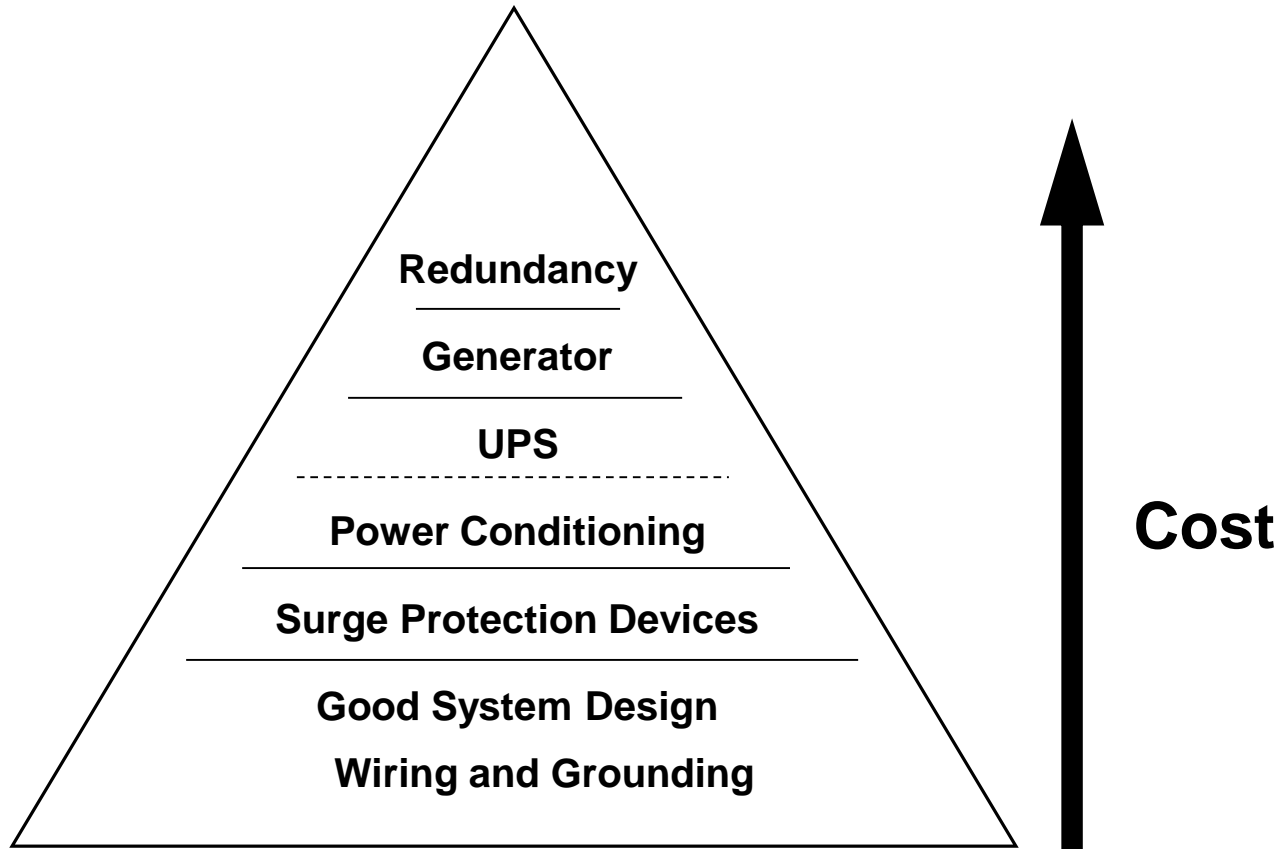 Redundancy
Generator
UPS
Power Conditioning
Cost
Surge Protection Devices
Good System Design
Wiring and Grounding